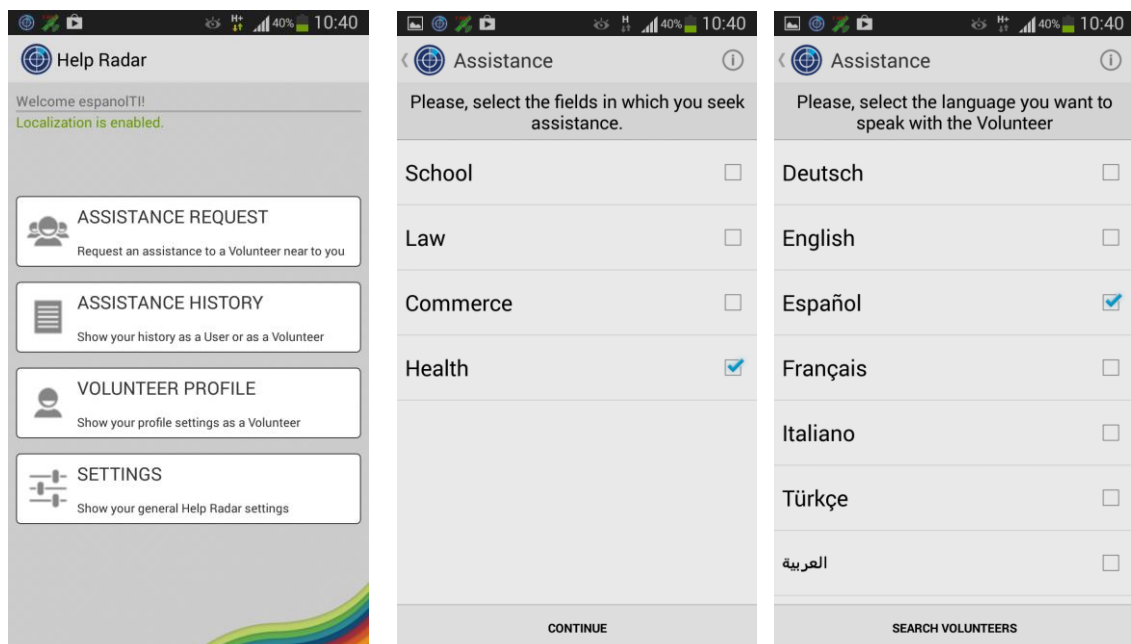 40% 10:40
Help Radar
Welcome espanolTI!
Localization is enabled.
ASSISTANCE REQUEST
Request an assistance to a Volunteer near to you
ASSISTANCE HISTORY
Show your history as a User or as a Volunteer
VOLUNTEER PROFILE
Show your profile settings as a Volunteer
SETTINGS
Show your general Help Radar settings
H 40% 10:40
Assistance
Please, select the fields in which you seek
assistance.
School
Law
Commerce
Health
CONTINUE
H+ 40% 10:40
Assistance
Please, select the language you want to
speak with the Volunteer
Deutsch
English
Español
Français
Italiano
Türkçe
العربية
SEARCH VOLUNTEERS